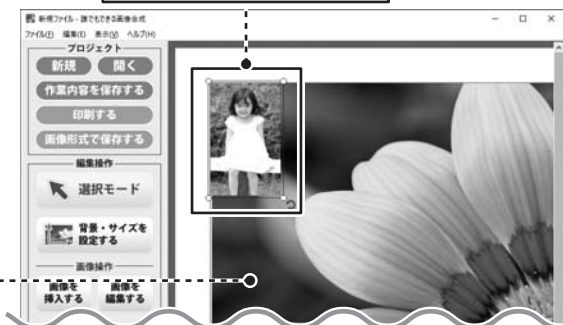 新規ファイル - 誰でもできる画像合成
ファイル(F) 編集(E) 表示(V) ヘルプ(H)
プロジェクト
新規 開く
作業内容を保存する
印刷する
画像形式で保存する
編集操作
選択モード
背景・サイズを
設定する
画像操作
画像を 画像を
挿入する 編集する